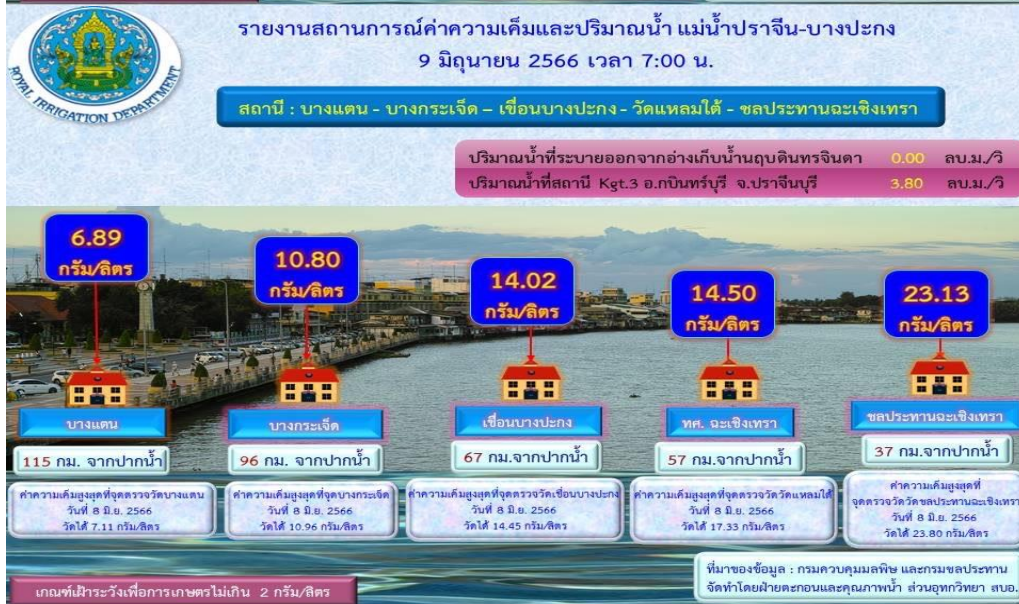 รายงานสถานการณ์ค่าความเค็มและปริมาณน้ำ แม่น้ำปราจีน-บางปะกง
9 มิถุนายน 2566 เวลา 7:00 น.
ROYAL IRRIGATION DEPARTMENT
สถานี : บางแตน - บางกระเจ็ด – เขื่อนบางปะกง - วัดแหลมใต้ - ชลประทานฉะเชิงเทรา
ปริมาณน้ำที่ระบายออกจากอ่างเก็บน้ำนฤบดินทรจินดา 0.00 ลบ.ม./วิ
ปริมาณน้ำที่สถานี Kgt.3 อ.กบินทร์บุรี จ.ปราจีนบุรี 3.80 ลบ.ม./วิ
6.89
กรัม/ลิตร
10.80
กรัม/ลิตร
14.02
กรัม/ลิตร
14.50
กรัม/ลิตร
23.13
กรัม/ลิตร
บางแตน
บางกระเจ็ด
เขื่อนบางปะกง
ทศ. ฉะเชิงเทรา
ชลประทานฉะเชิงเทรา
115 กม. จากปากน้ำ
96 กม. จากปากน้ำ
67 กม.จากปากน้ำ
57 กม.จากปากน้ำ
37 กม.จากปากน้ำ
ค่าความเค็มสูงสุดที่จุดตรวจวัดบางแตน
วันที่ 8 มิ.ย. 2566
วัดได้ 7.11 กรัม/ลิตร
ค่าความเค็มสูงสุดที่จุดบางกระเจ็ด
วันที่ 8 มิ.ย. 2566
วัดได้ 10.96 กรัม/ลิตร
ค่าความเค็มสูงสุดที่จุดตรวจวัดเขื่อนบางปะกง
วันที่ 8 มิ.ย. 2566
วัดได้ 14.45 กรัม/ลิตร
ค่าความเค็มสูงสุดที่จุดตรวจวัดวัดแหลมใต้
วันที่ 8 มิ.ย. 2566
วัดได้ 17.33 กรัม/ลิตร
ค่าความเค็มสูงสุดที่
จุดตรวจวัดวัดชลประทานฉะเชิงเทรา
วันที่ 8 มิ.ย. 2566
วัดได้ 23.80 กรัม/ลิตร
เกณฑ์เฝ้าระวังเพื่อการเกษตรไม่เกิน 2 กรัม/ลิตร
ที่มาของข้อมูล : กรมควบคุมมลพิษ และกรมชลประทาน
จัดทำโดยฝ่ายตะกอนและคุณภาพน้ำ ส่วนอุทกวิทยา สบอ.